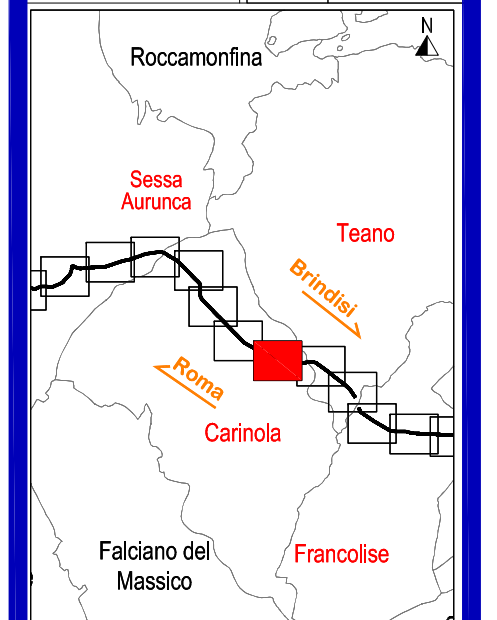 N
Roccamonfina
Sessa
Aurunca
Teano
Brindisi
Roma
Carinola
Falciano del
Massico
Francolise